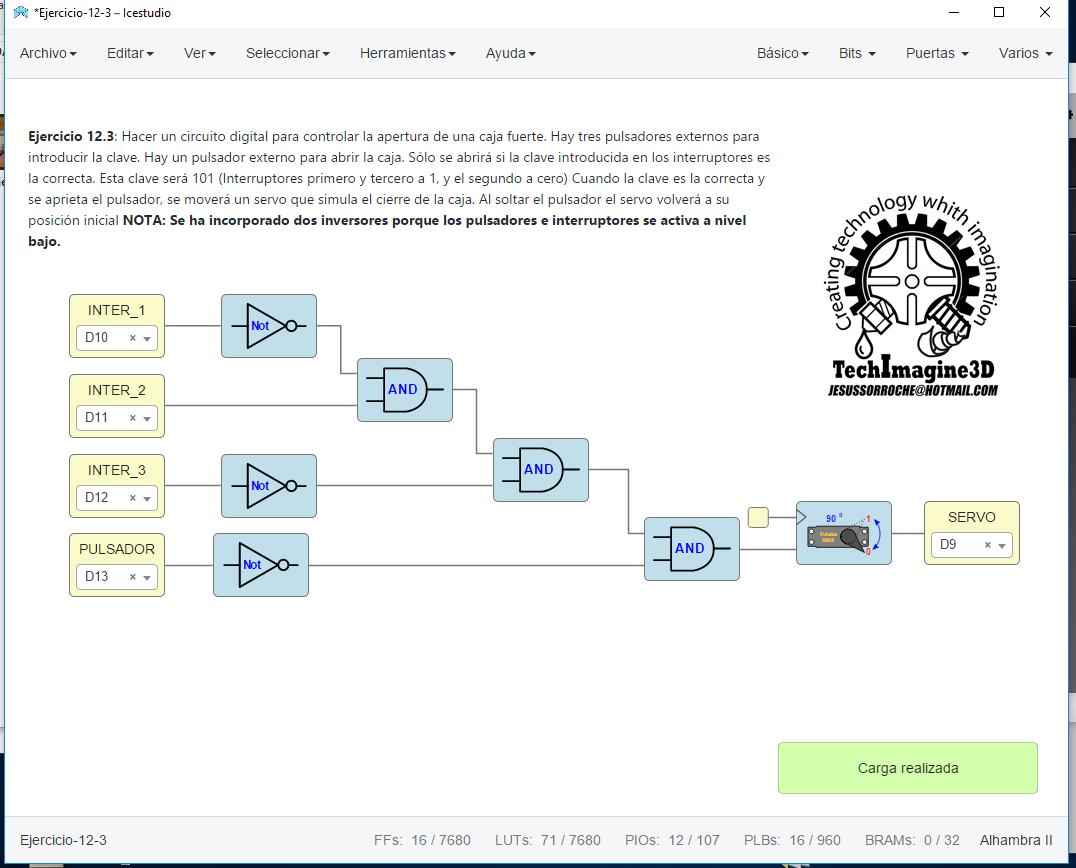 *Ejercicio-12-3 – Icestudio
Archivo Editar Ver Seleccionar Herramientas Ayuda Básico Bits Puertas Varios
Ejercicio 12.3: Hacer un circuito digital para controlar la apertura de una caja fuerte. Hay tres pulsadores externos para
introducir la clave. Hay un pulsador externo para abrir la caja. Sólo se abrirá si la clave introducida en los interruptores es
la correcta. Esta clave será 101 (Interruptores primero y tercero a 1, y el segundo a cero) Cuando la clave es la correcta y
se aprieta el pulsador, se moverá un servo que simula el cierre de la caja. Al soltar el pulsador el servo volverá a su
posición inicial NOTA: Se ha incorporado dos inversores porque los pulsadores e interruptores se activa a nivel
bajo.
Creating technology whith imagination
TechImagine3D
JESUSSORROCHE@HOTMAIL.COM
INTER_1
D10 ×
Not
INTER_2
D11 ×
AND
INTER_3
D12 ×
Not
AND
PULSADOR
D13 ×
Not
AND
90 º
1
Futaba
3003
0
SERVO
D9 ×
Carga realizada
Ejercicio-12-3 FFs: 16 / 7680 LUTs: 71 / 7680 PIOs: 12 / 107 PLBs: 16 / 960 BRAMs: 0 / 32 Alhambra II